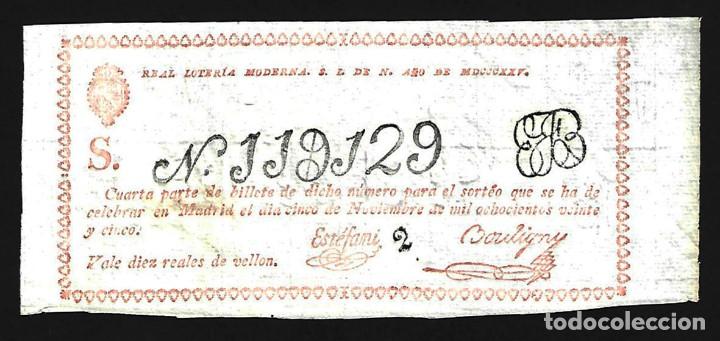 REAL LOTERÍA MODERNA. S. L. DE N. AÑO DE MDCCCXXV.
S. N. 119129 EB
Cuarta parte de billete de dicho número para el sortéo que se ha de
celebrar en Madrid el dia cinco de Noviembre de mil ochocientos veinte
y cinco.
Estéfani 2 Bouligny
Vale diez reales de vellon.
todocoleccion